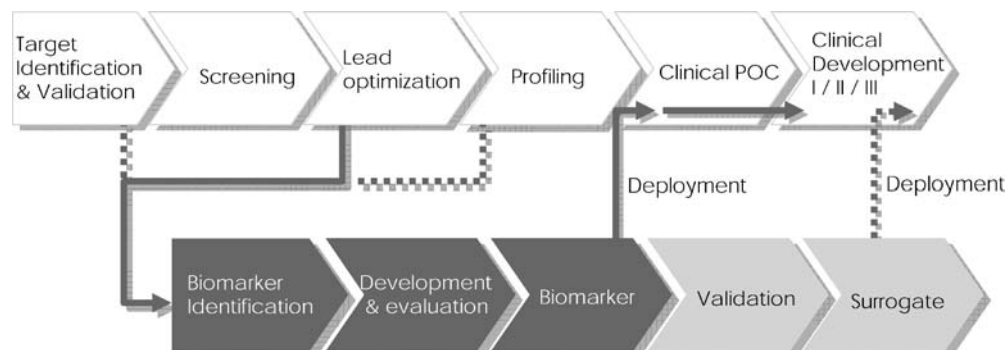 Target
Identification
& Validation
Screening
Lead
optimization
Profiling
Clinical POC
Clinical
Development
I / II / III
Deployment
Deployment
Biomarker
Identification
Development
& evaluation
Biomarker
Validation
Surrogate